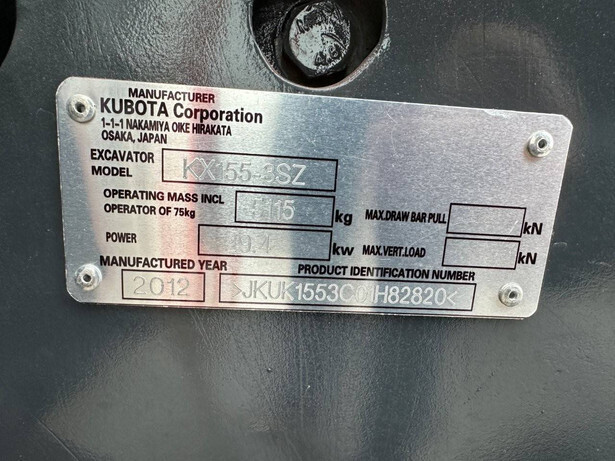 MANUFACTURER
KUBOTA Corporation
1-1-1 NAKAMIYA OIKE HIRAKATA
OSAKA, JAPAN
EXCAVATOR
MODEL KX155-3SZ
OPERATING MASS INCL
OPERATOR OF 75kg kg MAX.DRAW BAR PULL / kN
POWER kw MAX.VERT.LOAD kN
MANUFACTURED YEAR PRODUCT IDENTIFICATION NUMBER
2012